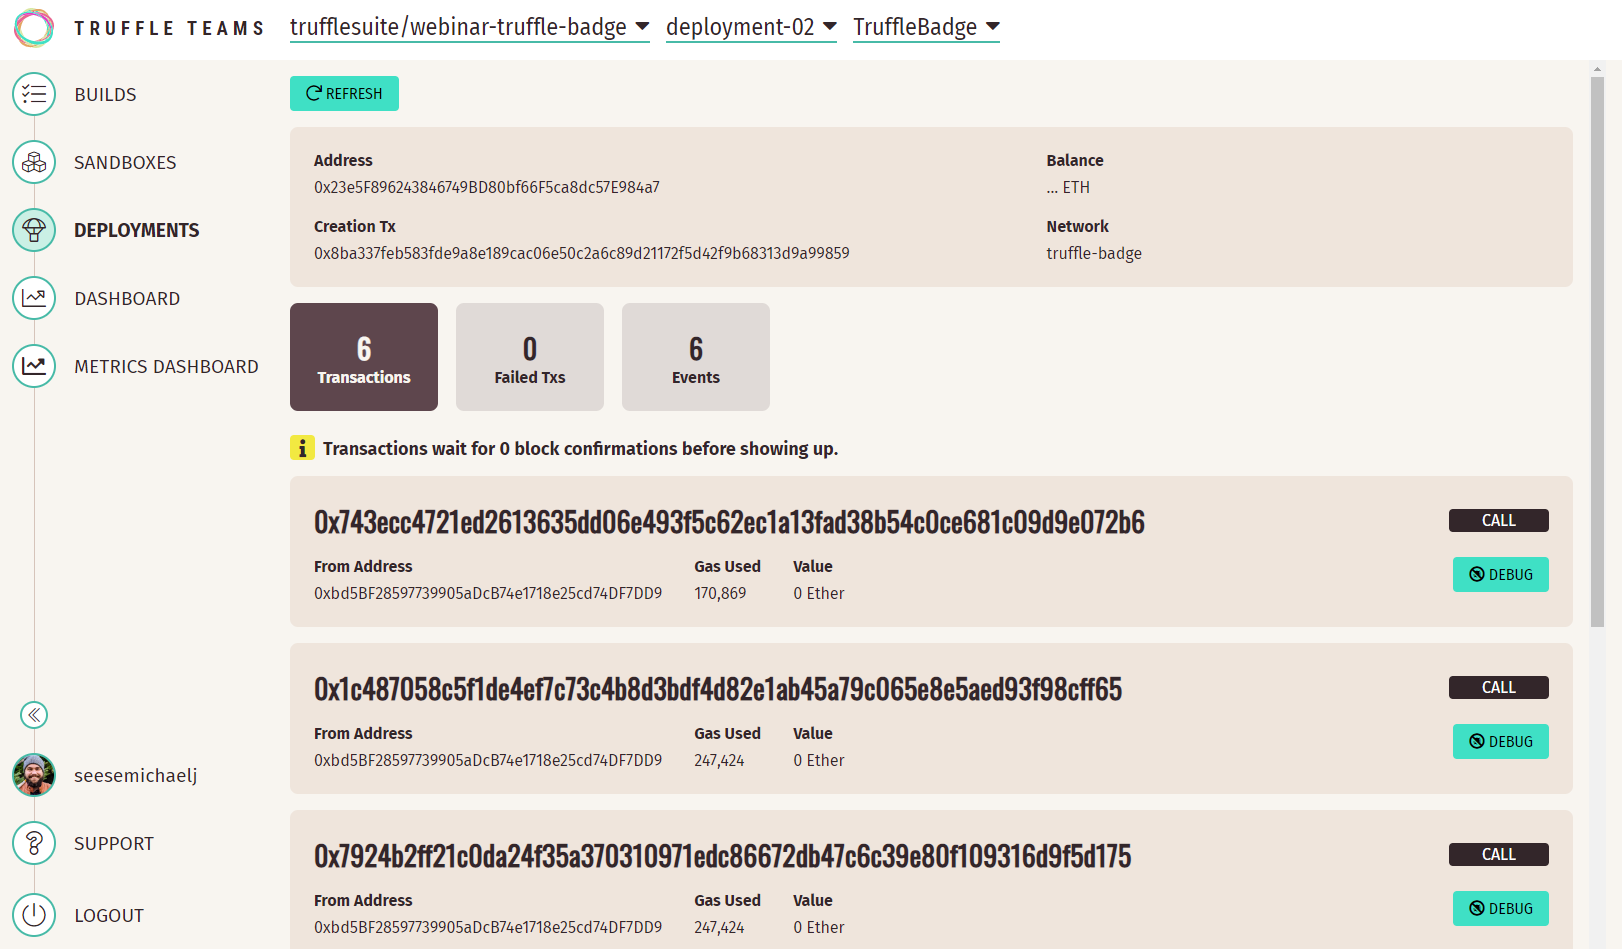 TRUFFLE TEAMS
trufflesuite/webinar-truffle-badge
deployment-02
TruffleBadge
BUILDS
SANDBOXES
DEPLOYMENTS
DASHBOARD
METRICS DASHBOARD
seesemichaelj
SUPPORT
LOGOUT
REFRESH
Address
0x23e5F896243846749BD80bf66F5ca8dc57E984a7
Balance
... ETH
Creation Tx
0x8ba337feb583fde9a8e189cac06e50c2a6c89d21172f5d42f9b68313d9a99859
Network
truffle-badge
6
Transactions
0
Failed Txs
6
Events
Transactions wait for 0 block confirmations before showing up.
0x743ecc4721ed2613635dd06e493f5c62ec1a13fad38b54c0ce681c09d9e072b6
CALL
From Address
Gas Used
Value
0xbd5BF28597739905aDcB74e1718e25cd74DF7DD9
170,869
0 Ether
DEBUG
0x1c487058c5f1de4ef7c73c4b8d3bdf4d82e1ab45a79c065e8e5aed93f98cff65
CALL
From Address
Gas Used
Value
0xbd5BF28597739905aDcB74e1718e25cd74DF7DD9
247,424
0 Ether
DEBUG
0x7924b2ff21c0da24f35a370310971edc86672db47c6c39e80f109316d9f5d175
CALL
From Address
Gas Used
Value
0xbd5BF28597739905aDcB74e1718e25cd74DF7DD9
247,424
0 Ether
DEBUG